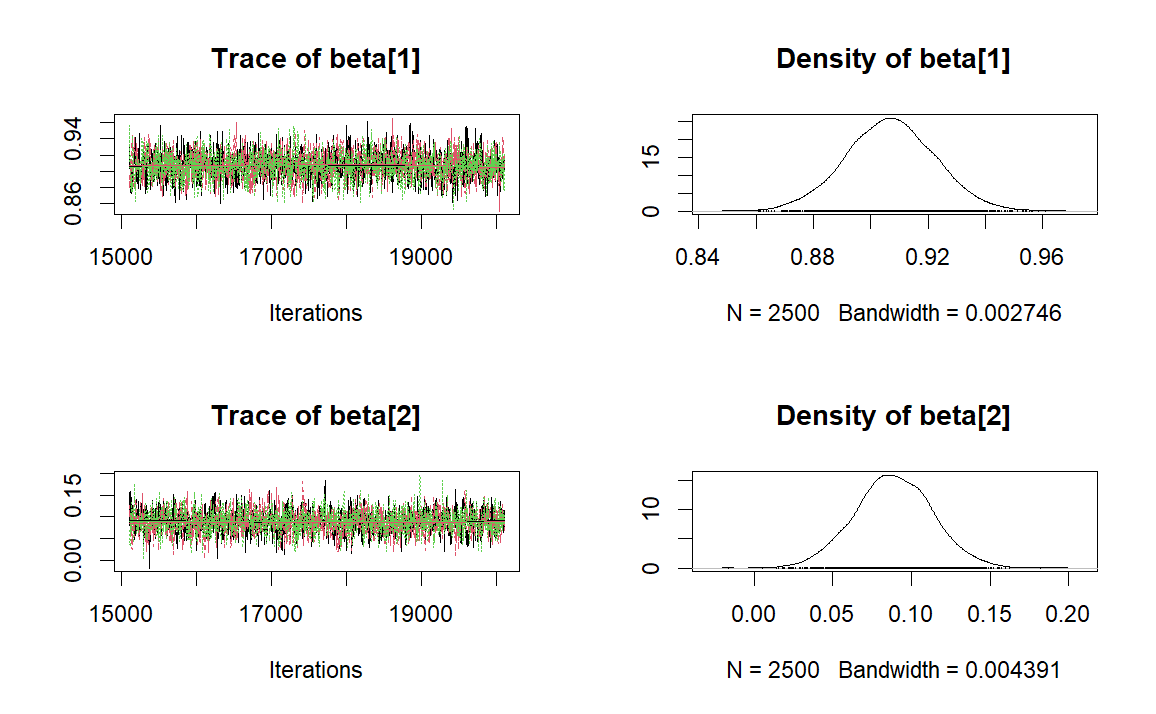 Trace of beta[1]
0.86 0.94
15000 17000 19000
Iterations
Density of beta[1]
0 15
0.84 0.88 0.92 0.96
N = 2500 Bandwidth = 0.002746
Trace of beta[2]
0.00 0.15
15000 17000 19000
Iterations
Density of beta[2]
0 10
0.00 0.05 0.10 0.15 0.20
N = 2500 Bandwidth = 0.004391